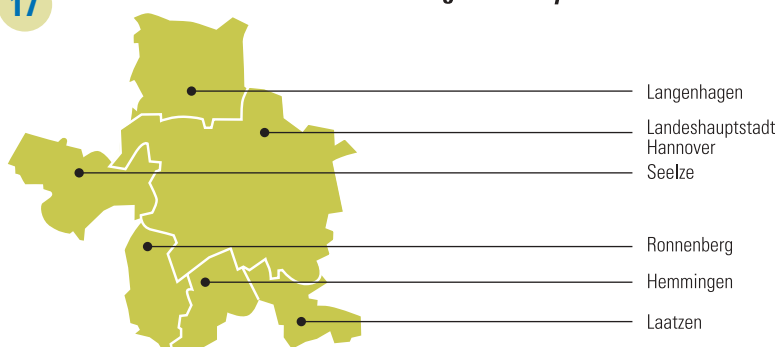 17
Langenhagen
Landeshauptstadt
Hannover
Seelze
Ronnenberg
Hemmingen
Laatzen